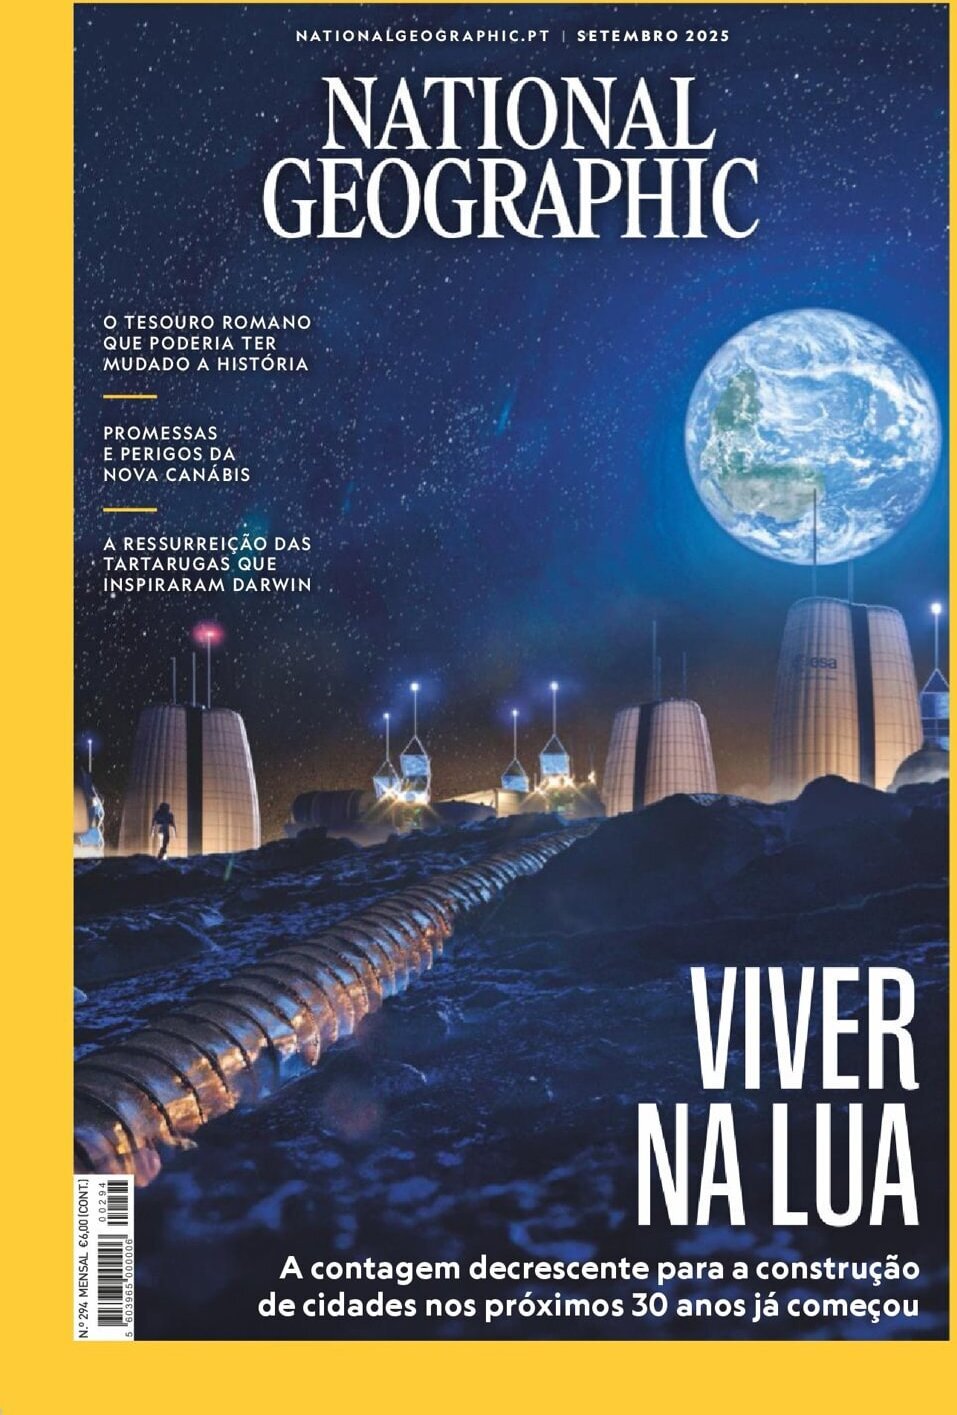 NATIONALGEOGRAPHIC.PT | SETEMBRO 2025
NATIONAL
GEOGRAPHIC
O TESOURO ROMANO
QUE PODERIA TER
MUDADO A HISTÓRIA
PROMESSAS
E PERIGOS DA
NOVA CANÁBIS
A RESSURREIÇÃO DAS
TARTARUGAS QUE
INSPIRARAM DARWIN
esa
VIVER
NA LUA
A contagem decrescente para a construção
de cidades nos próximos 30 anos já começou
N.º 294 MENSAL €6,00 (CONT.)
00294
5 603965 000006